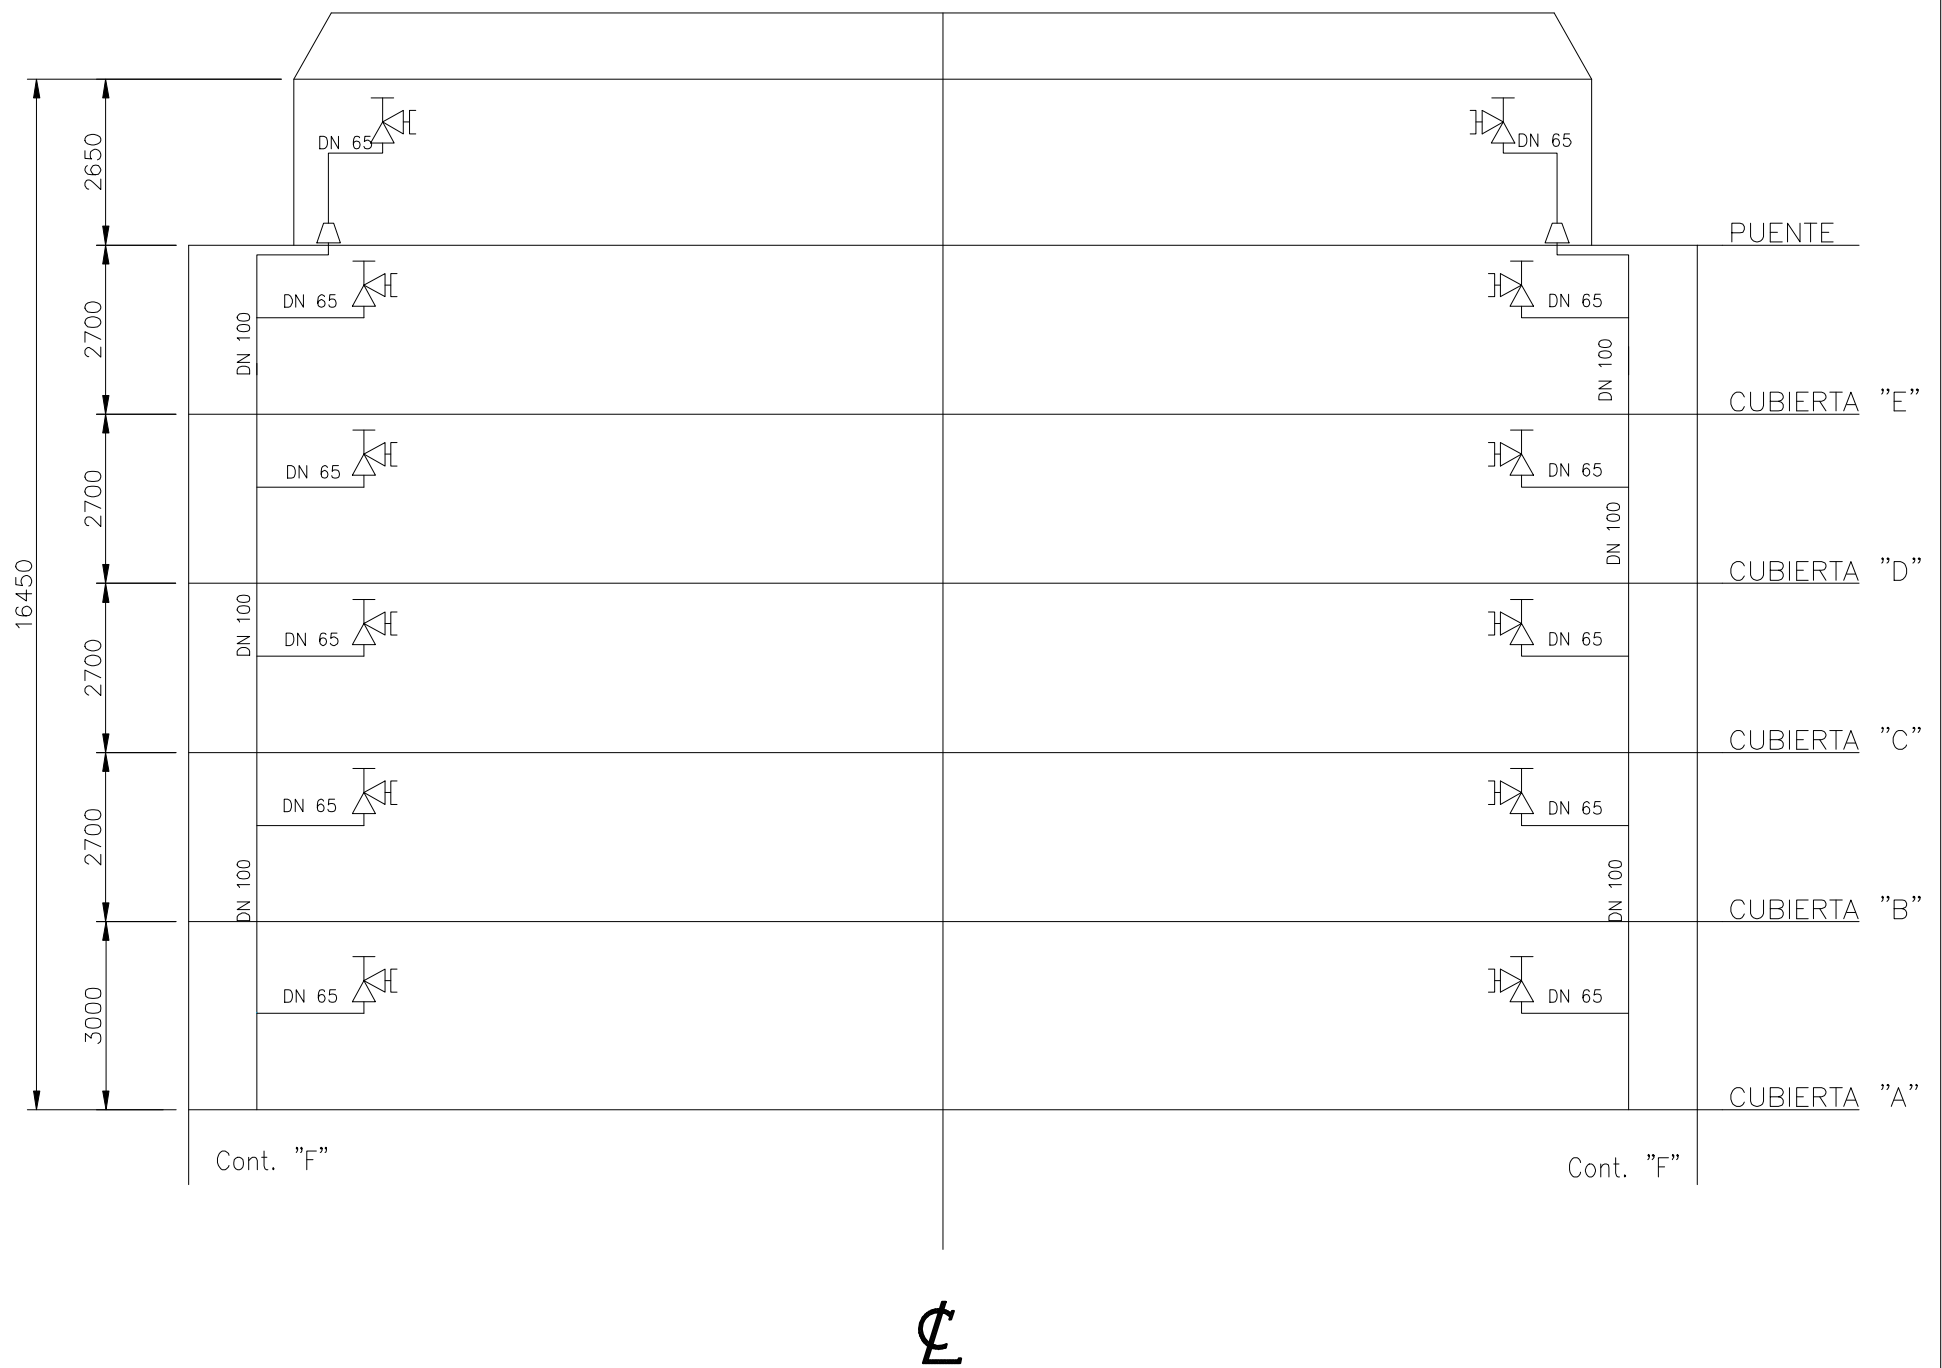 DN 65
DN 65
2650
PUENTE
DN 65
DN 65
2700
DN 100
DN 100
CUBIERTA "E"
DN 65
DN 65
2700
DN 100
CUBIERTA "D"
16450
DN 100
DN 65
DN 65
2700
CUBIERTA "C"
DN 65
DN 65
2700
DN 100
DN 100
CUBIERTA "B"
DN 65
DN 65
3000
CUBIERTA "A"
Cont. "F"
Cont. "F"
℄